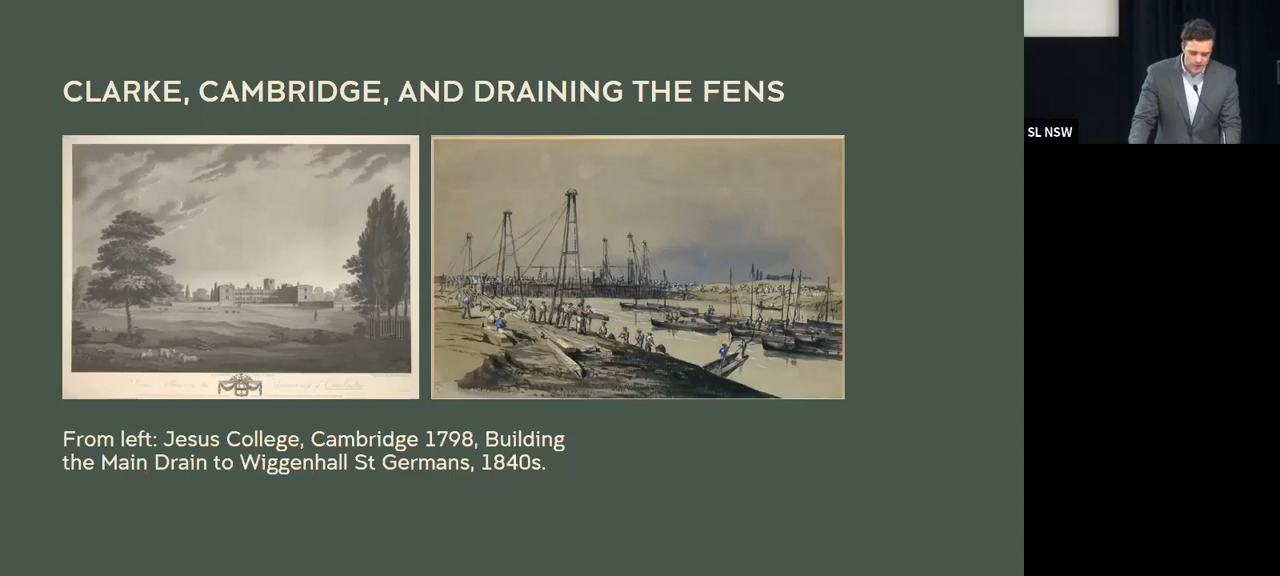 CLARKE, CAMBRIDGE, AND DRAINING THE FENS
SL NSW
From left: Jesus College, Cambridge 1798, Building
the Main Drain to Wiggenhall St Germans, 1840s.